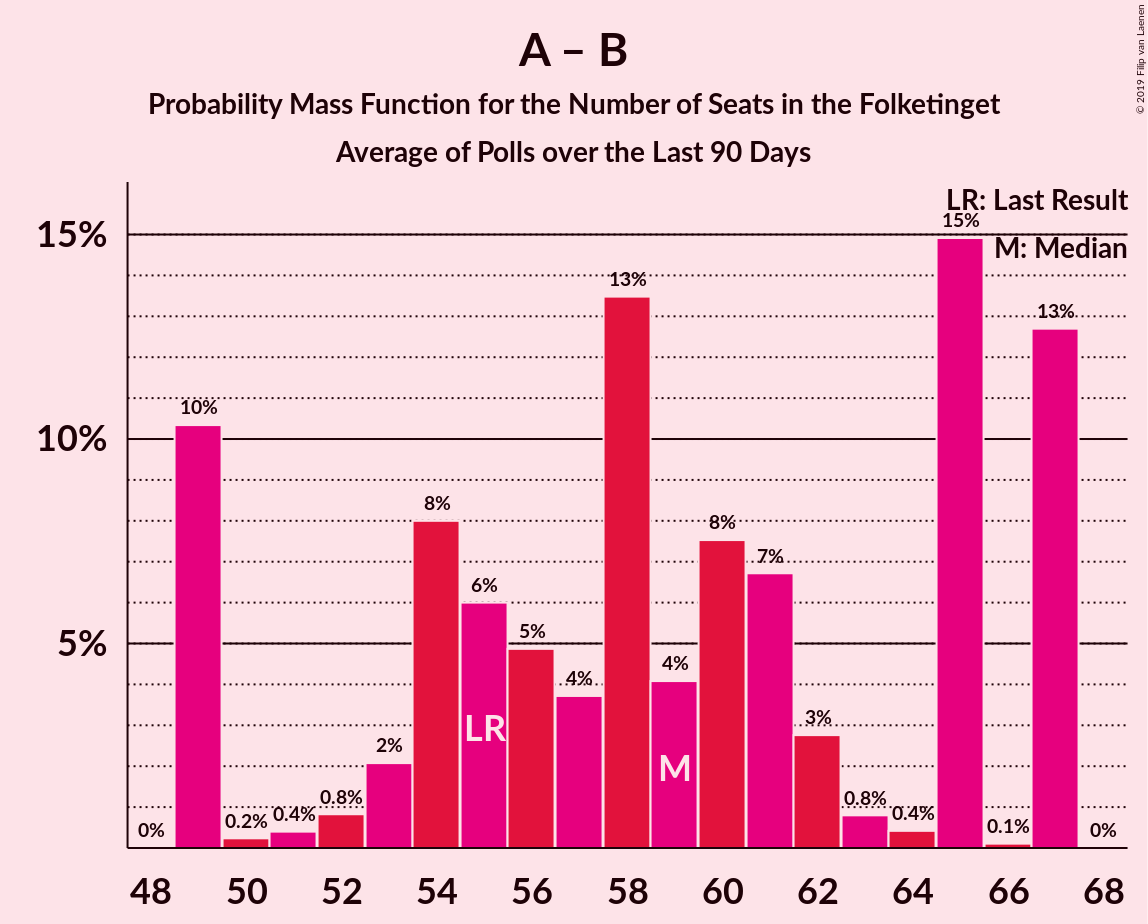 A – B
Probability Mass Function for the Number of Seats in the Folketinget
Average of Polls over the Last 90 Days
© 2019 Filip van Laenen
LR: Last Result
M: Median
15%
10%
5%
0%
10%
0.2%
0.4%
0.8%
2%
8%
6%
5%
4%
13%
4%
8%
7%
3%
0.8%
0.4%
15%
0.1%
13%
0%
LR
M
48 50 52 54 56 58 60 62 64 66 68